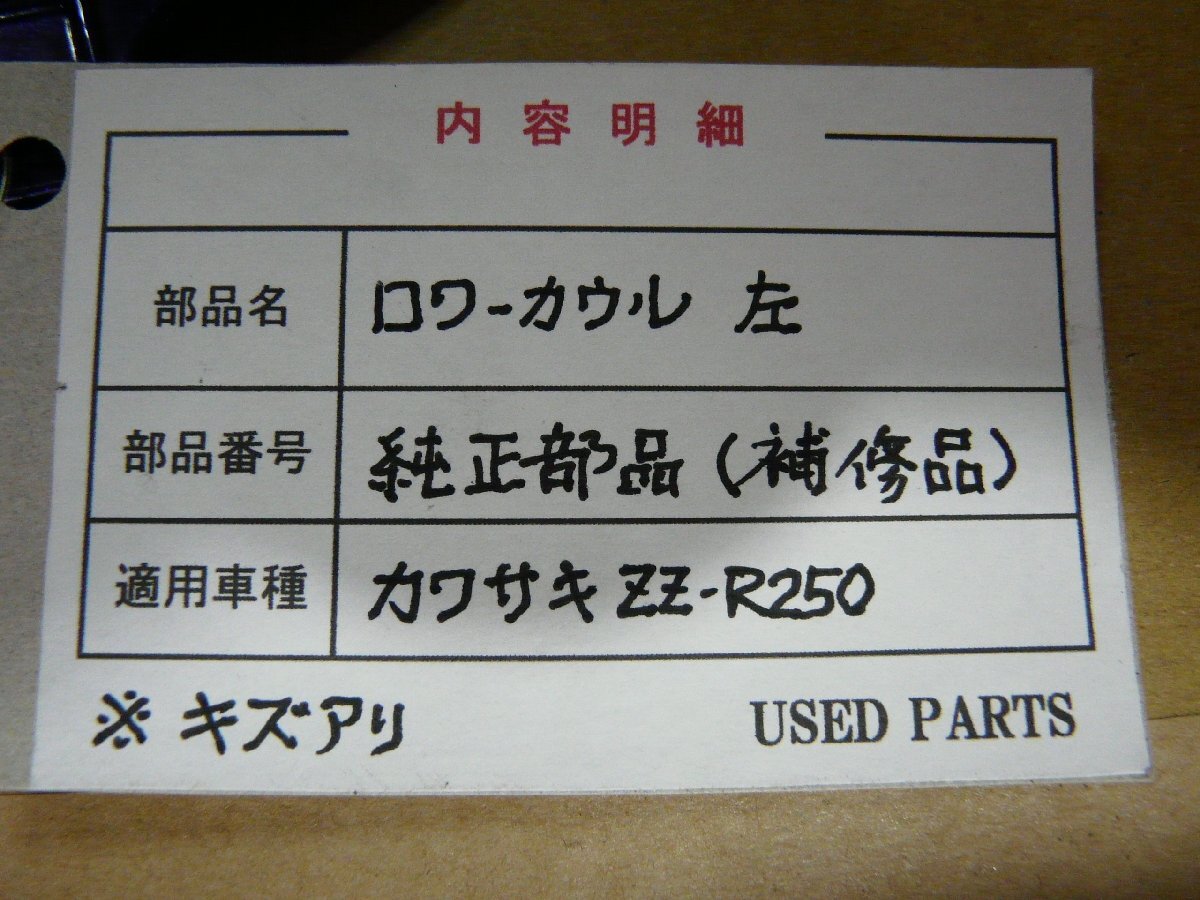 内容明細
部品名 ロワーカウル 左
部品番号 純正部品(補修品)
適用車種 カワサキ ZZ-R250
※ キズアリ USED PARTS